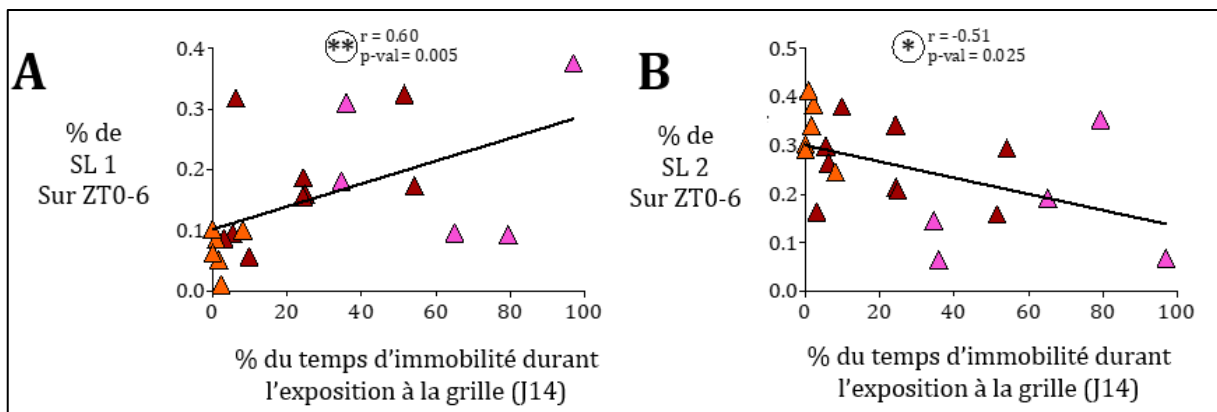 A
** r = 0.60
p-val = 0.005
0.4
0.3
0.2
0.1
0.0
% de
SL 1
Sur ZT0-6
0 20 40 60 80 100
% du temps d'immobilité durant
l'exposition à la grille (J14)
B
* r = -0.51
p-val = 0.025
0.5
0.4
0.3
0.2
0.1
0.0
% de
SL 2
Sur ZT0-6
0 20 40 60 80 100
% du temps d'immobilité durant
l'exposition à la grille (J14)